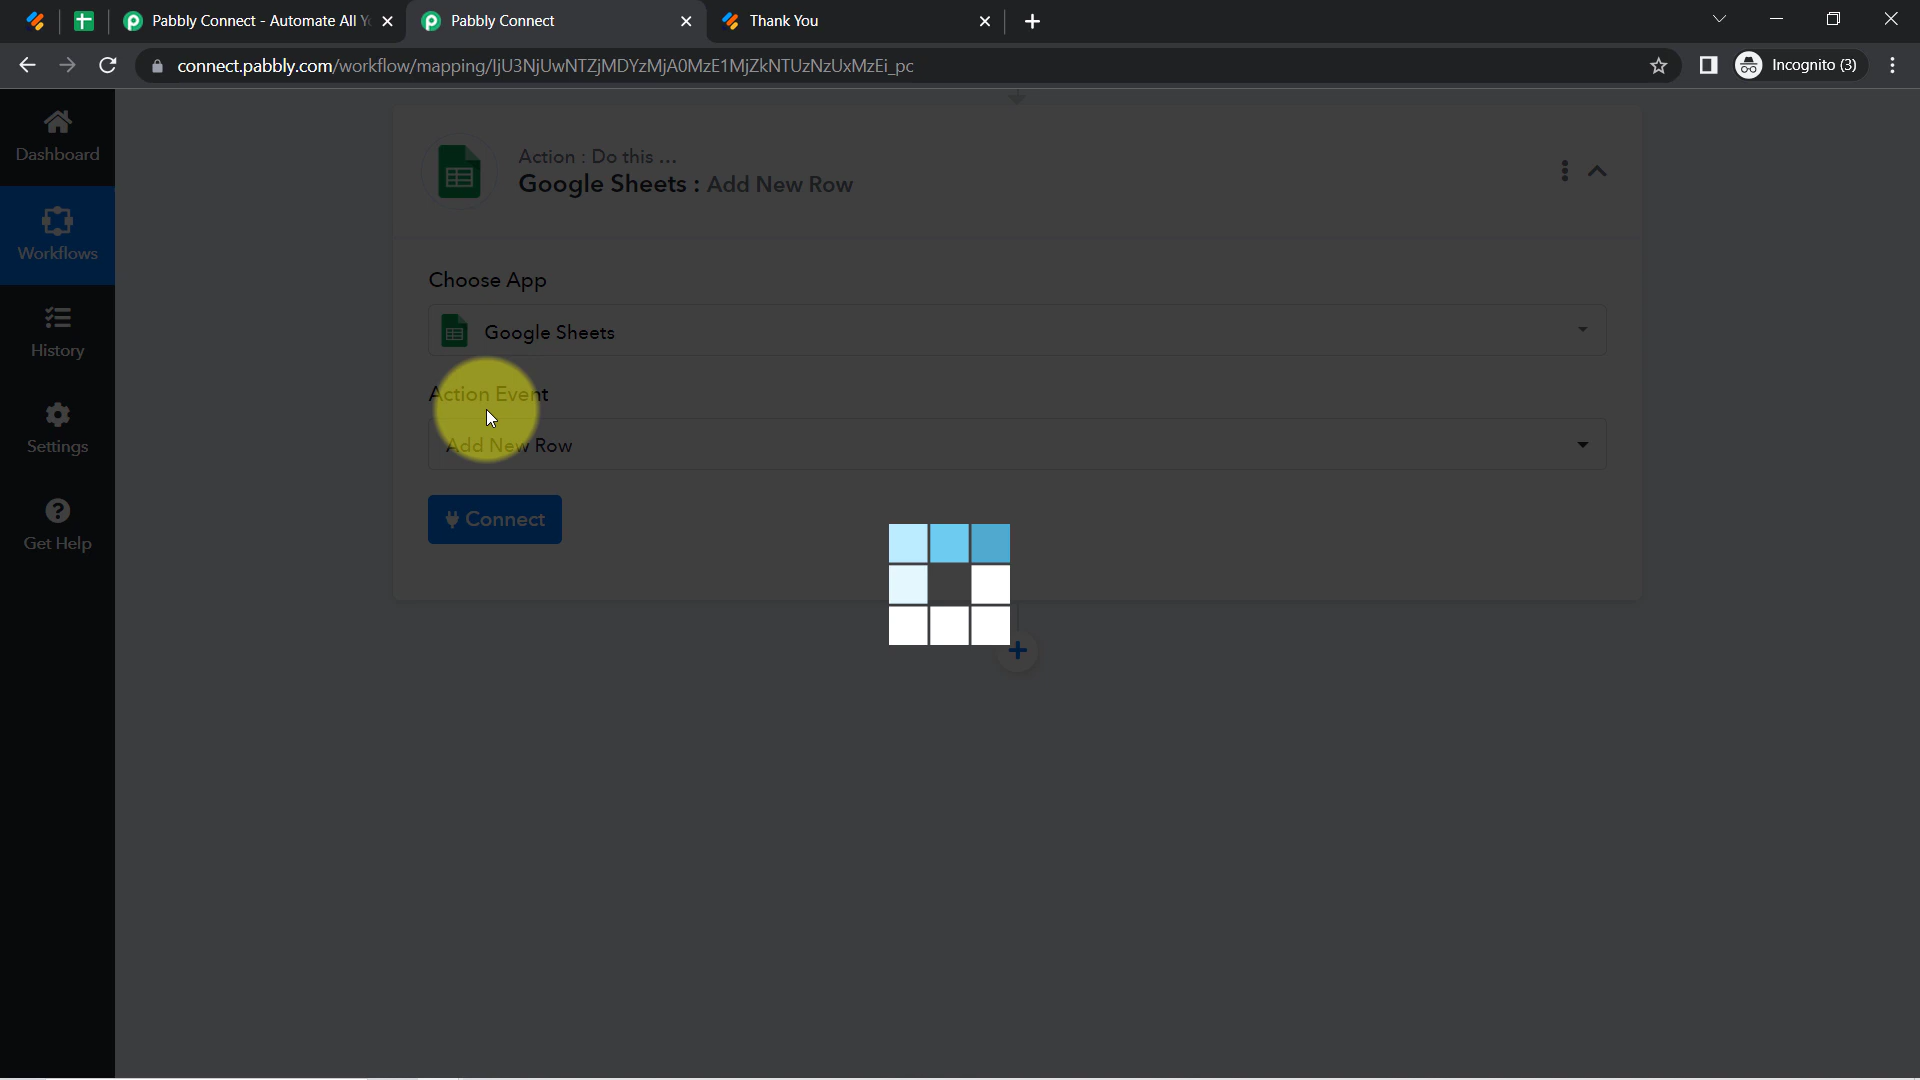 Pabbly Connect - Automate All Y
Pabbly Connect
Thank You
connect.pabbly.com/workflow/mapping/IjU3NjUwNTZjMDYzMjA0MzE1MjZkNTUzNzUxMzEi_pc
Incognito (3)
Dashboard
Workflows
History
Settings
Get Help
Action : Do this ...
Google Sheets : Add New Row
Choose App
Google Sheets
Action Event
Add New Row
Connect